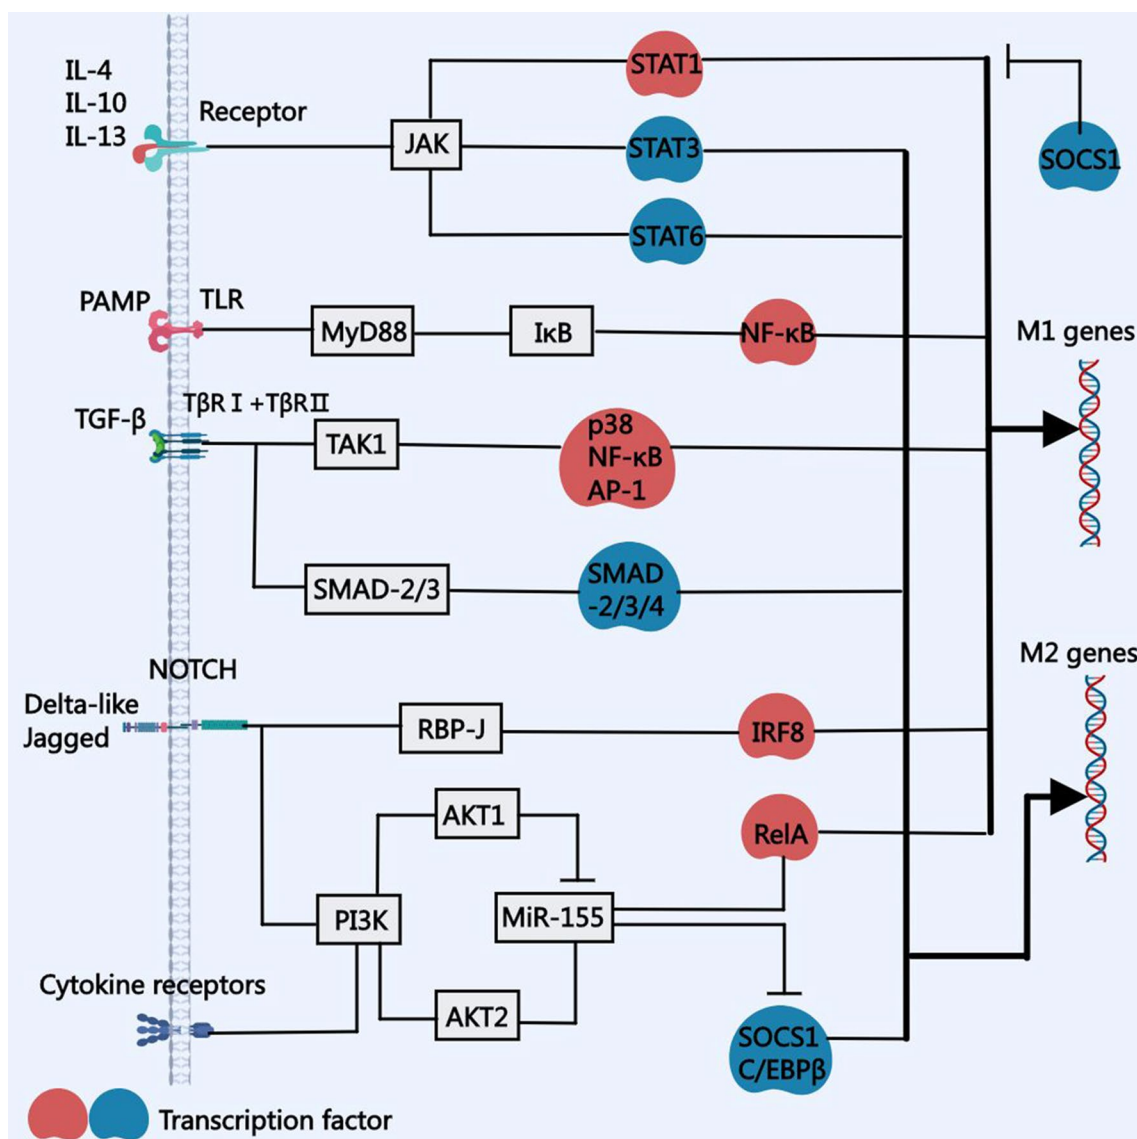 IL-4
IL-10
IL-13
Receptor
JAK
STAT1
STAT3
STAT6
SOCS1
PAMP
TLR
MyD88
IκB
NF-κB
M1 genes
TGF-β
TβR Ⅰ +TβRⅡ
TAK1
p38
NF-κB
AP-1
SMAD-2/3
SMAD
-2/3/4
M2 genes
NOTCH
Delta-like
Jagged
RBP-J
IRF8
AKT1
RelA
PI3K
MiR-155
Cytokine receptors
AKT2
SOCS1
C/EBPβ
Transcription factor